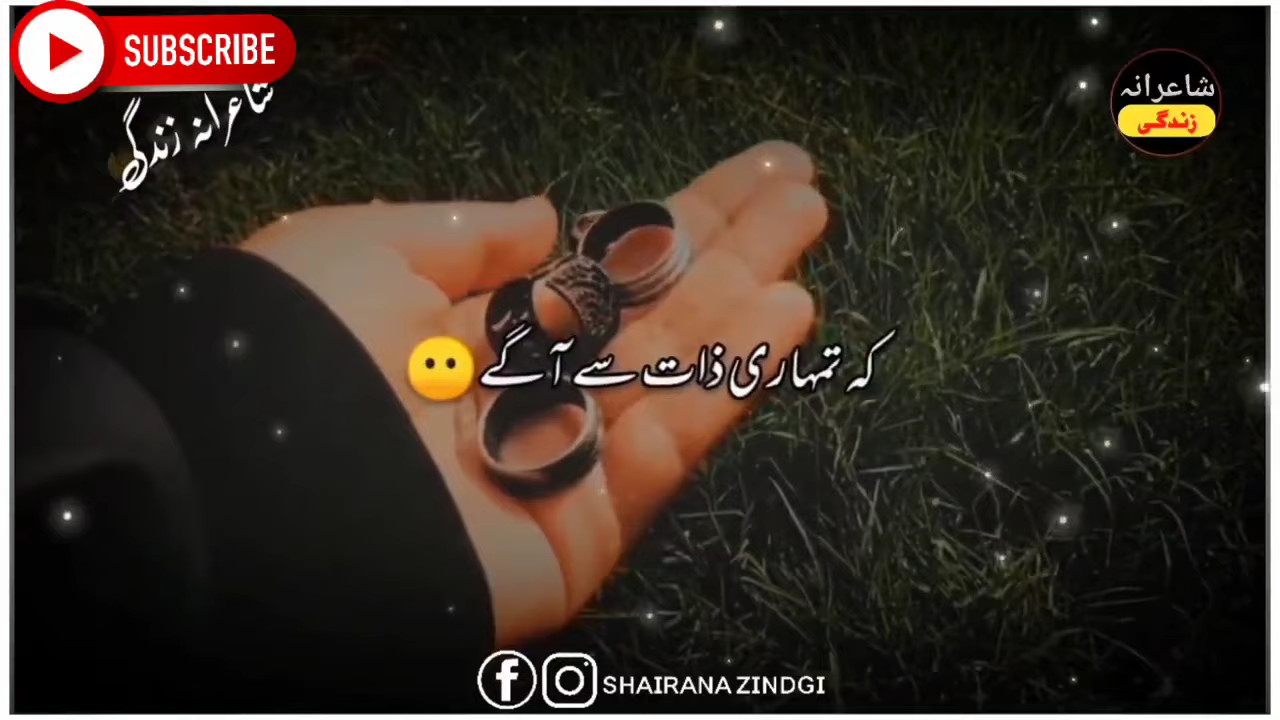 SUBSCRIBE
شاعرانہ زندگی
شاعرانہ
زندگی
کہ تمہاری ذات سے آگے 😶
SHAIRANA ZINDGI